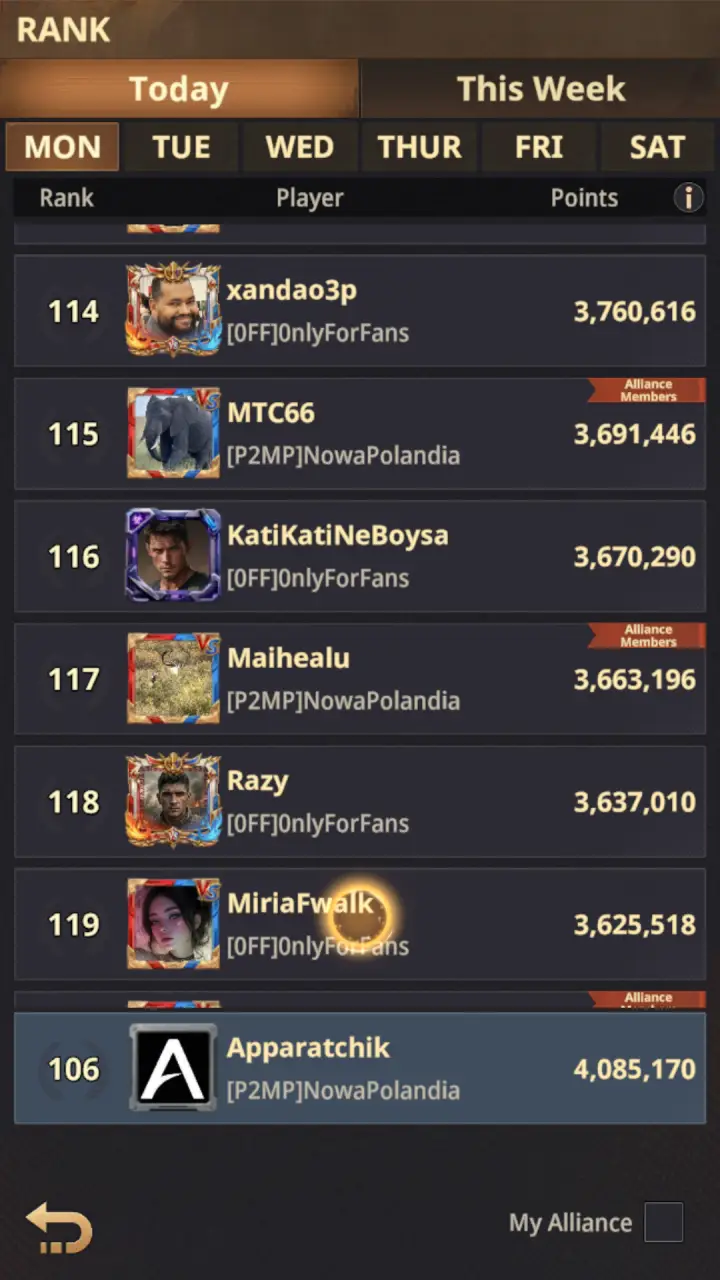 RANK
Today
This Week
MON
TUE
WED
THUR
FRI
SAT
Rank
Player
Points
114
xandao3p
[0FF]0nlyForFans
3,760,616
Alliance
Members
115
MTC66
[P2MP]NowaPolandia
3,691,446
116
KatiKatiNeBoysa
[0FF]0nlyForFans
3,670,290
Alliance
Members
117
Maihealu
[P2MP]NowaPolandia
3,663,196
118
Razy
[0FF]0nlyForFans
3,637,010
119
MiriaFwalk
[0FF]0nlyForFans
3,625,518
Alliance
106
Apparatchik
[P2MP]NowaPolandia
4,085,170
My Alliance